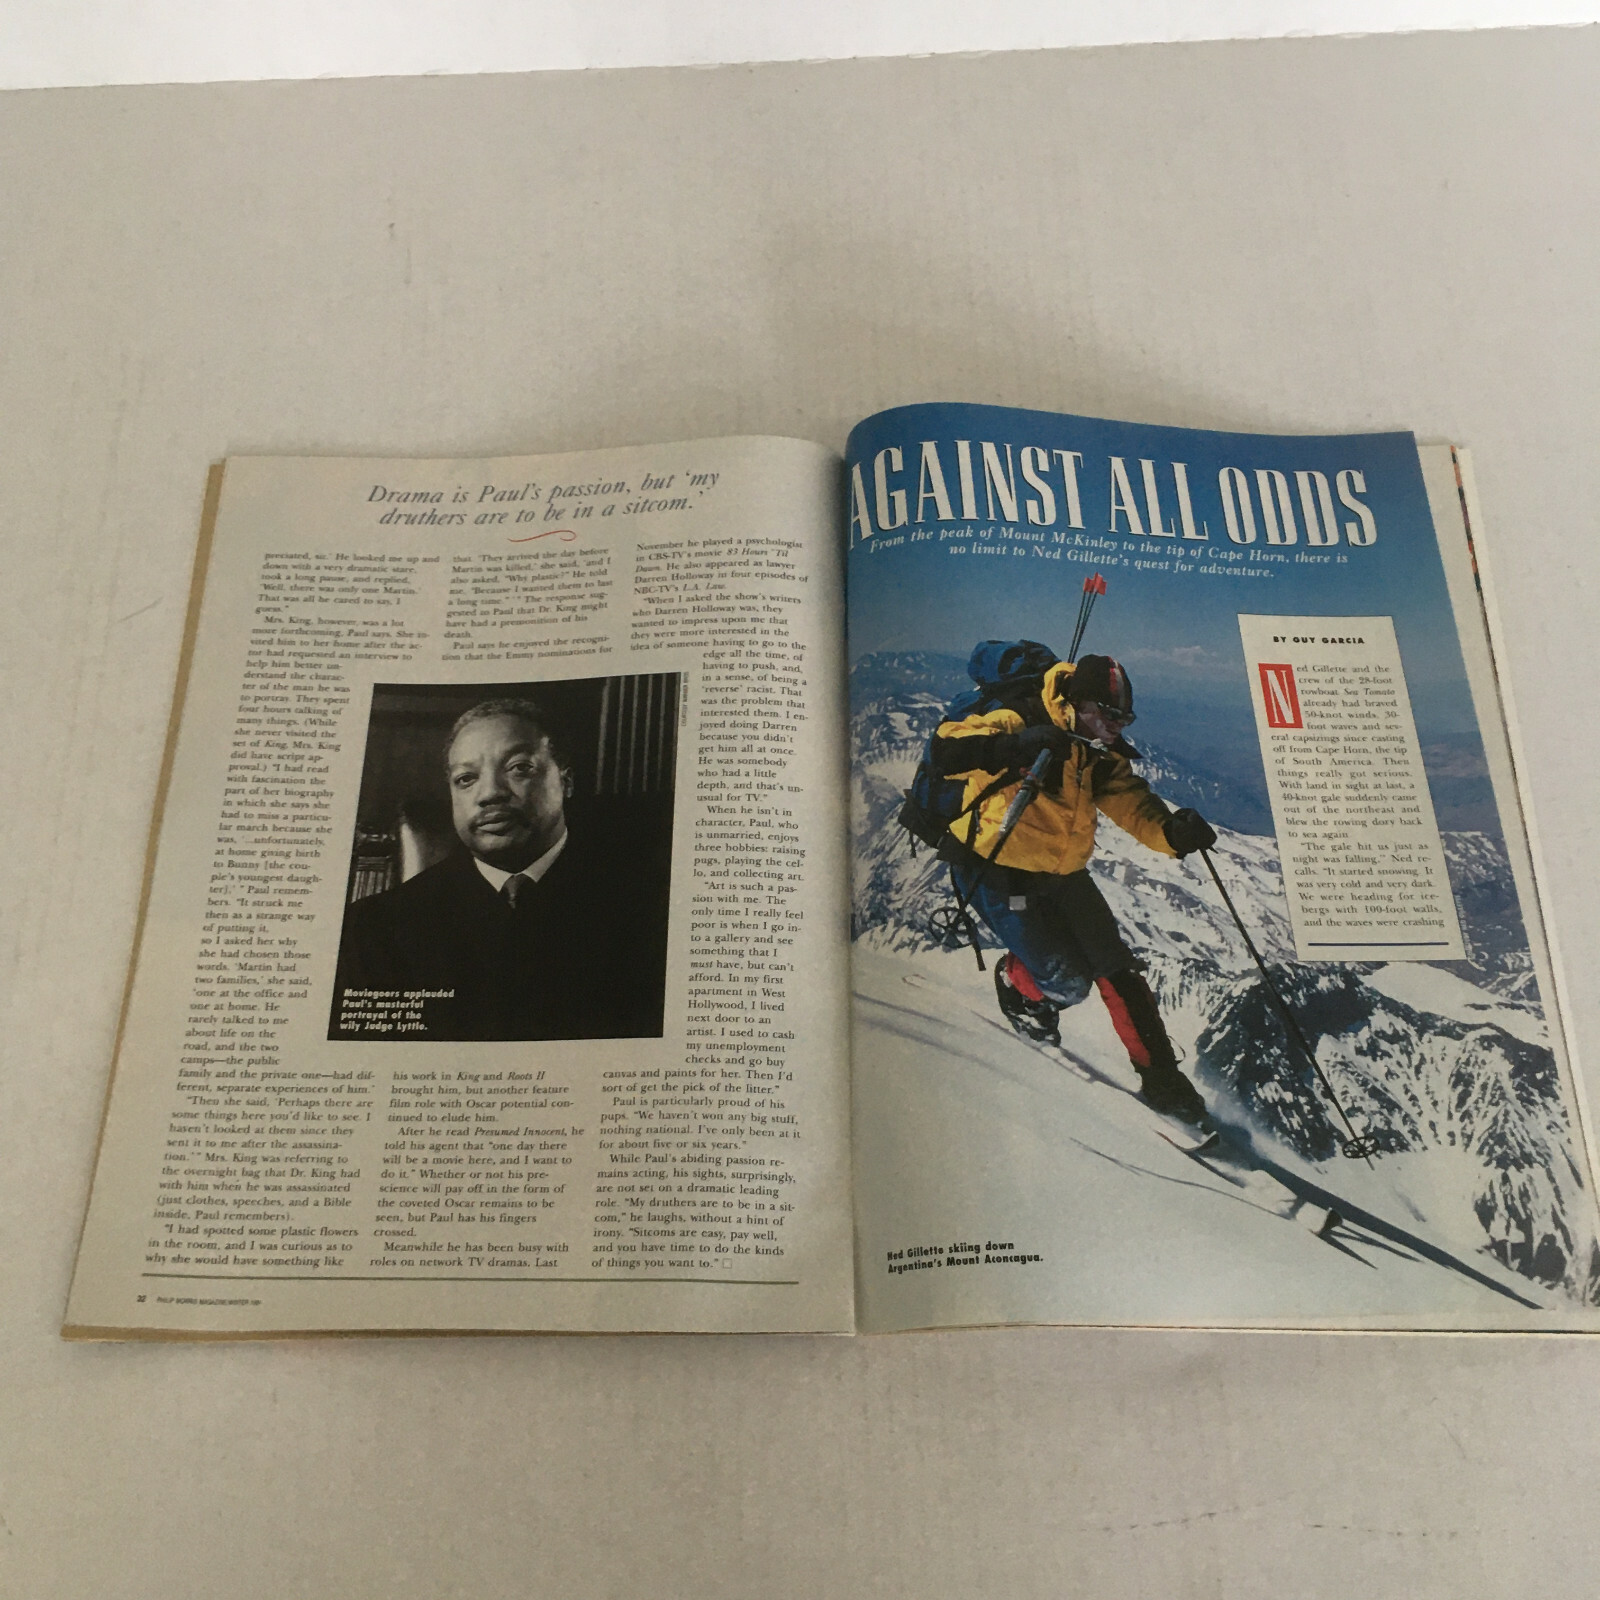 Drama is Paul's passion, but 'my
druthers are to be in a sitcom.'
preciated, sir.' He looked me up and
down with a very dramatic stare,
took a long pause, and replied,
'Well, there was only one Martin.'
That was all he cared to say, I
guess."
Mrs. King, however, was a lot
more forthcoming, Paul says. She in-
vited him to her home after the ac-
tor had requested an interview to
help him better un-
derstand the charac-
ter of the man he was
to portray. They spent
four hours talking of
many things. (While
she never visited the
set of King, Mrs. King
did have script ap-
proval.) "I had read
with fascination the
part of her biography
in which she says she
had to miss a particu-
lar march because she
was, '...unfortunately,
at home giving birth
to Bunny [the cou-
ple's youngest daugh-
ter],' " Paul remem-
bers. "It struck me
then as a strange way
of putting it,
so I asked her why
she had chosen those
words. 'Martin had
two families,' she said,
'one at the office and
one at home. He
rarely talked to me
about life on the
road, and the two
camps—the public
family and the private one—had dif-
ferent, separate experiences of him.'
"Then she said, 'Perhaps there are
some things here you'd like to see. I
haven't looked at them since they
sent it to me after the assassina-
tion.' " Mrs. King was referring to
the overnight bag that Dr. King had
with him when he was assassinated
(just clothes, speeches, and a Bible
inside, Paul remembers).
"I had spotted some plastic flowers
in the room, and I was curious as to
why she would have something like
that. 'They arrived the day before
Martin was killed,' she said, 'and I
also asked, "Why plastic?" He told
me, 'Because I wanted them to last
a long time." ' " The response sug-
gested in Paul that Dr. King might
have had a premonition of his
death.
Paul says he enjoyed the recogni-
tion that the Emmy nominations for
Moviegoers applauded
Paul's masterful
portrayal of the
wily Judge Lyttle.
his work in King and Roots II
brought him, but another feature
film role with Oscar potential con-
tinued to elude him.
After he read Presumed Innocent, he
told his agent that "one day there
will be a movie here, and I want to
do it." Whether or not his pre-
science will pay off in the form of
the coveted Oscar remains to be
seen, but Paul has his fingers
crossed.
Meanwhile he has been busy with
roles on network TV dramas. Last
November he played a psychologist
in CBS-TV's movie 83 Hours 'Til
Dawn. He also appeared as lawyer
Darren Holloway in four episodes of
NBC-TV's L.A. Law.
"When I asked the show's writers
who Darren Holloway was, they
wanted to impress upon me that
they were more interested in the
idea of someone having to go to the
edge all the time, of
having to push, and,
in a sense, of being a
'reverse' racist. That
was the problem that
interested them. I en-
joyed doing Darren
because you didn't
get him all at once.
He was somebody
who had a little
depth, and that's un-
usual for TV."
When he isn't in
character, Paul, who
is unmarried, enjoys
three hobbies: raising
pugs, playing the cel-
lo, and collecting art.
"Art is such a pas-
sion with me. The
only time I really feel
poor is when I go in-
to a gallery and see
something that I
must have, but can't
afford. In my first
apartment in West
Hollywood, I lived
next door to an
artist. I used to cash
my unemployment
checks and go buy
canvas and paints for her. Then I'd
sort of get the pick of the litter."
Paul is particularly proud of his
pups. "We haven't won any big stuff,
nothing national. I've only been at it
for about five or six years."
While Paul's abiding passion re-
mains acting, his sights, surprisingly,
are not set on a dramatic leading
role. "My druthers are to be in a sit-
com," he laughs, without a hint of
irony. "Sitcoms are easy, pay well,
and you have time to do the kinds
of things you want to."
PHILIP MORRIS MAGAZINE/WINTER
AGAINST ALL ODDS
From the peak of Mount McKinley to the tip of Cape Horn, there is
no limit to Ned Gillette's quest for adventure.
BY GUY GARCIA
Ned Gillette and the
crew of the 28-foot
rowboat Sea Tomato
already had braved
50-knot winds, 30-
foot waves and sev-
eral capsizings since casting
off from Cape Horn, the tip
of South America. Then
things really got serious.
With land in sight at last, a
40-knot gale suddenly came
out of the northeast and
blew the rowing dory back
to sea again.
"The gale hit us just as
night was falling," Ned re-
calls. "It started snowing. It
was very cold and very dark.
We were heading for ice-
bergs with 100-foot walls,
and the waves were crashing
Ned Gillette skiing down
Argentina's Mount Aconcagua.